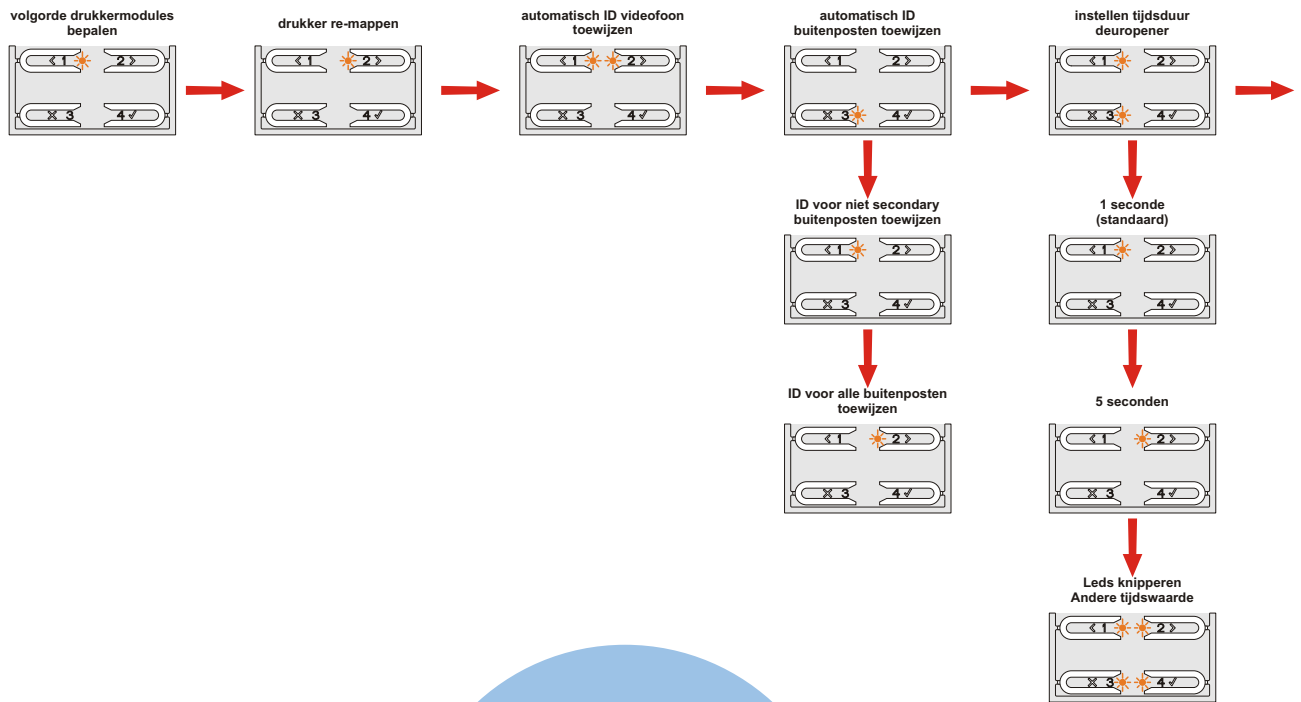 volgorde drukkermodules
bepalen
« 1 2 »
✕ 3 4 ✓
drukker re-mappen
« 1 2 »
✕ 3 4 ✓
automatisch ID videofoon
toewijzen
« 1 2 »
✕ 3 4 ✓
automatisch ID
buitenposten toewijzen
« 1 2 »
✕ 3 4 ✓
instellen tijdsduur
deuropener
« 1 2 »
✕ 3 4 ✓
ID voor niet secondary
buitenposten toewijzen
« 1 2 »
✕ 3 4 ✓
1 seconde
(standaard)
« 1 2 »
✕ 3 4 ✓
ID voor alle buitenposten
toewijzen
« 1 2 »
✕ 3 4 ✓
5 seconden
« 1 2 »
✕ 3 4 ✓
Leds knipperen
Andere tijdswaarde
« 1 2 »
✕ 3 4 ✓